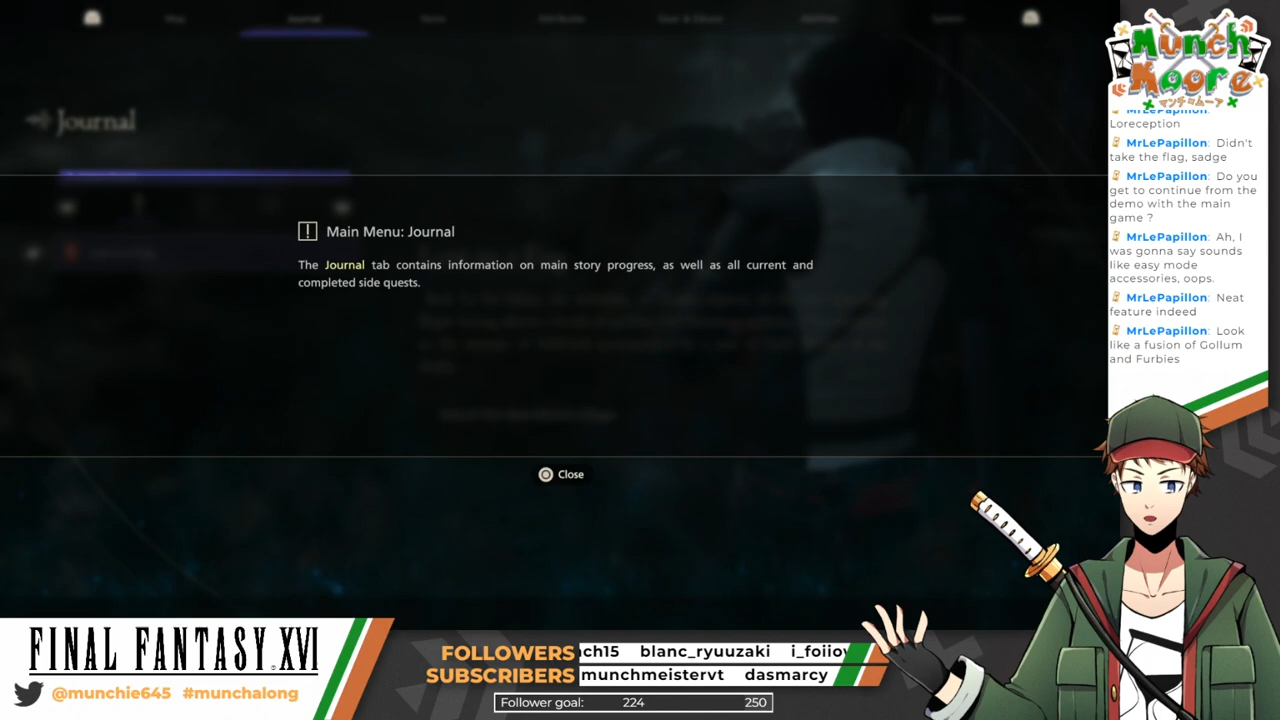 Journal
Main Menu: Journal
The Journal tab contains information on main story progress, as well as all current and
completed side quests.
Close
Munch
Moore
マンチ・ムーア
MrLePapillon:
Loreception
MrLePapillon: Didn't
take the flag, sadge
MrLePapillon: Do you
get to continue from the
demo with the main
game ?
MrLePapillon: Ah, I
was gonna say sounds
like easy mode
accessories, oops.
MrLePapillon: Neat
feature indeed
MrLePapillon: Look
like a fusion of Gollum
and Furbies
FINAL FANTASY XVI
@munchie645 #munchalong
FOLLOWERS ch15 blanc_ryuuzaki i_foiio
SUBSCRIBERS munchmeistervt dasmarcy
Follower goal: 224 250